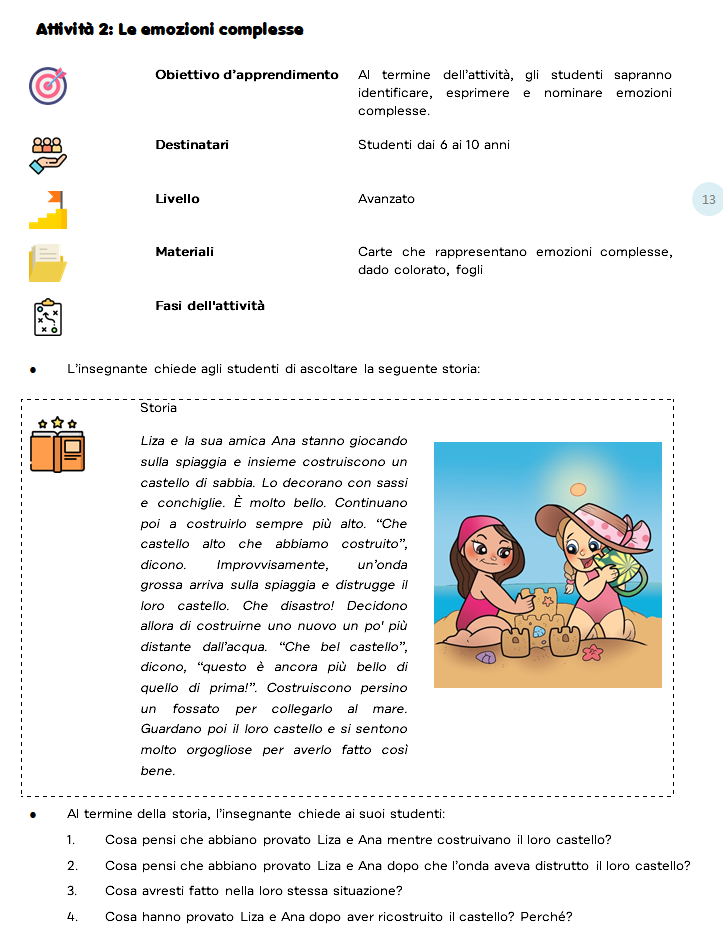 Attività 2: Le emozioni complesse
Obiettivo d'apprendimento
Al termine dell'attività, gli studenti sapranno
identificare, esprimere e nominare emozioni
complesse.
Destinatari
Studenti dai 6 ai 10 anni
Livello
Avanzato
13
Materiali
Carte che rappresentano emozioni complesse,
dado colorato, fogli
Fasi dell'attività
• L'insegnante chiede agli studenti di ascoltare la seguente storia:
Storia
Liza e la sua amica Ana stanno giocando
sulla spiaggia e insieme costruiscono un
castello di sabbia. Lo decorano con sassi
e conchiglie. È molto bello. Continuano
poi a costruirlo sempre più alto. “Che
castello alto che abbiamo costruito”,
dicono. Improvvisamente, un'onda
grossa arriva sulla spiaggia e distrugge il
loro castello. Che disastro! Decidono
allora di costruirne uno nuovo un po' più
distante dall'acqua. “Che bel castello”,
dicono, “questo è ancora più bello di
quello di prima!”. Costruiscono persino
un fossato per collegarlo al mare.
Guardano poi il loro castello e si sentono
molto orgogliose per averlo fatto così
bene.
• Al termine della storia, l'insegnante chiede ai suoi studenti:
1. Cosa pensi che abbiano provato Liza e Ana mentre costruivano il loro castello?
2. Cosa pensi che abbiano provato Liza e Ana dopo che l'onda aveva distrutto il loro castello?
3. Cosa avresti fatto nella loro stessa situazione?
4. Cosa hanno provato Liza e Ana dopo aver ricostruito il castello? Perché?